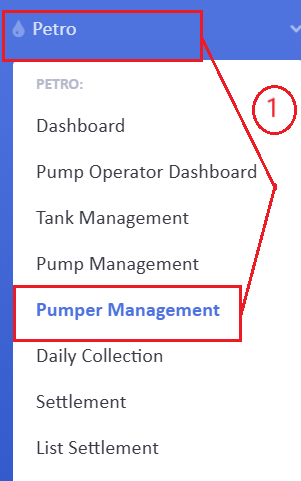 Petro
1
PETRO:
Dashboard
Pump Operator Dashboard
Tank Management
Pump Management
Pumper Management
Daily Collection
Settlement
List Settlement